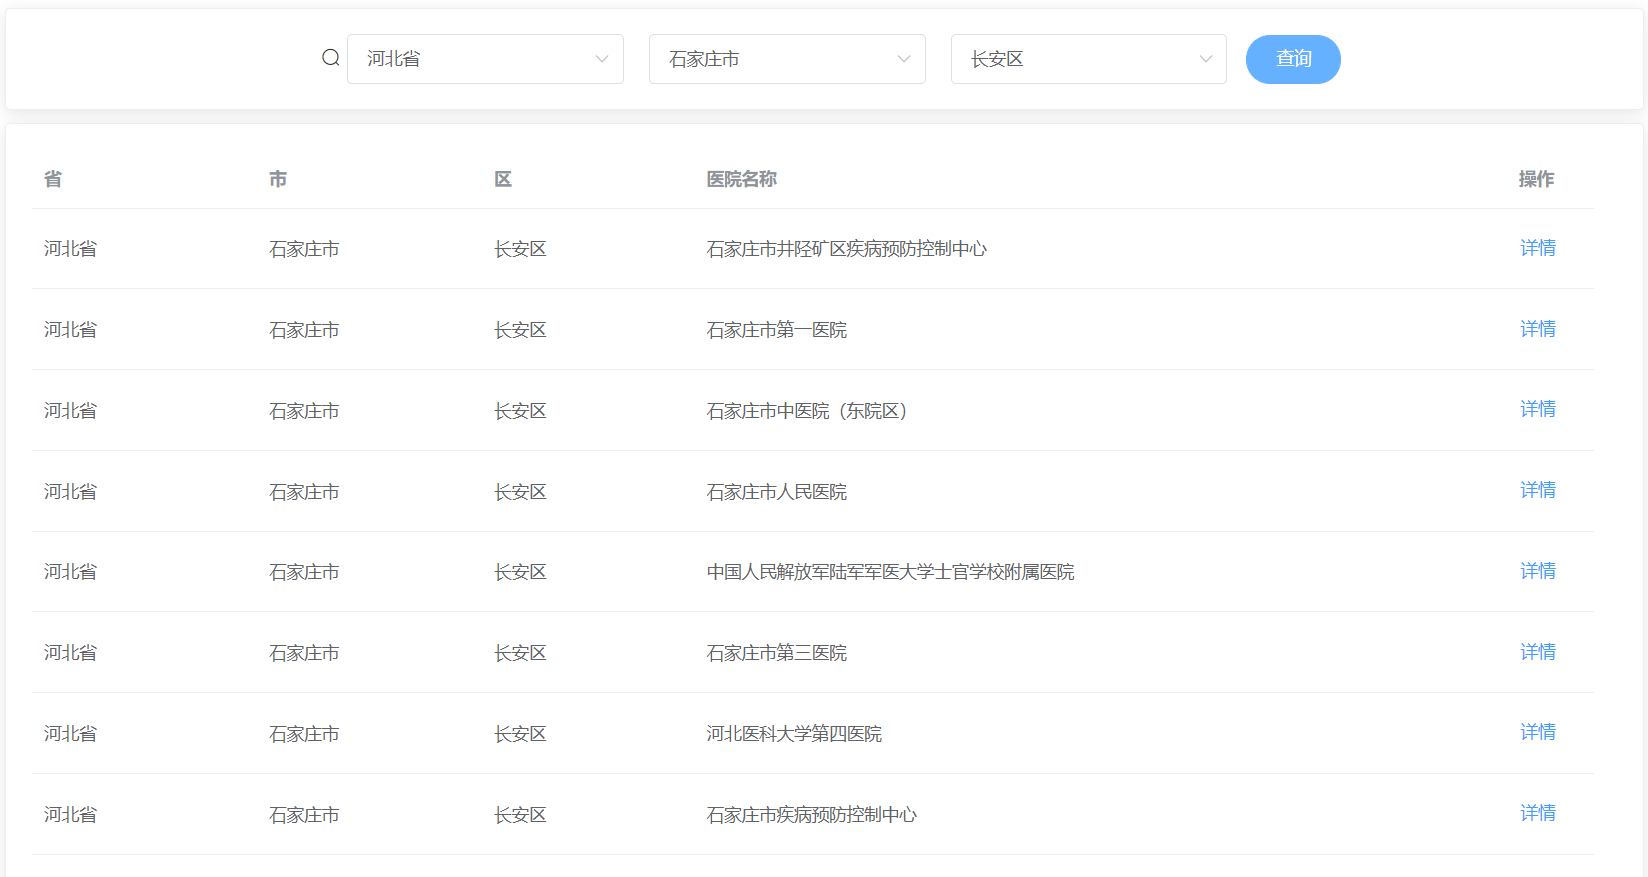 河北省 石家庄市 长安区 查询
省 市 区 医院名称 操作
河北省 石家庄市 长安区 石家庄市井陉矿区疾病预防控制中心 详情
河北省 石家庄市 长安区 石家庄市第一医院 详情
河北省 石家庄市 长安区 石家庄市中医院（东院区） 详情
河北省 石家庄市 长安区 石家庄市人民医院 详情
河北省 石家庄市 长安区 中国人民解放军陆军军医大学士官学校附属医院 详情
河北省 石家庄市 长安区 石家庄市第三医院 详情
河北省 石家庄市 长安区 河北医科大学第四医院 详情
河北省 石家庄市 长安区 石家庄市疾病预防控制中心 详情